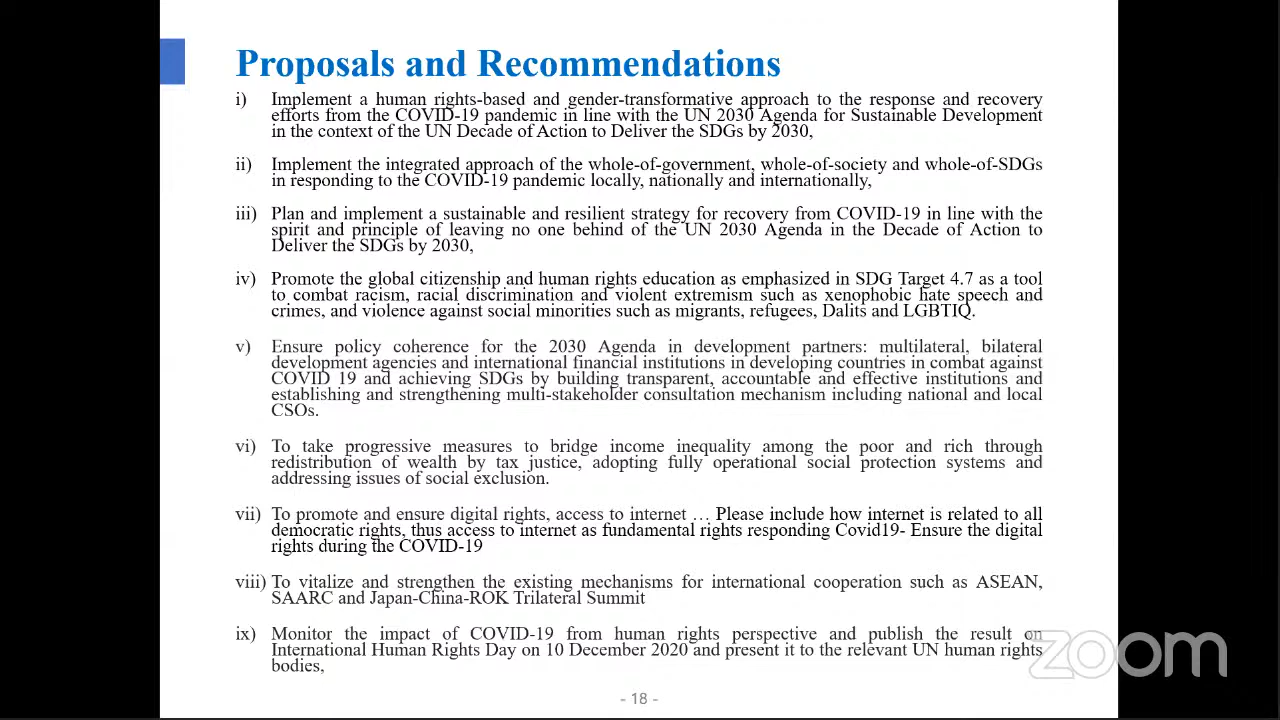 Proposals and Recommendations
i) Implement a human rights-based and gender-transformative approach to the response and recovery
efforts from the COVID-19 pandemic in line with the UN 2030 Agenda for Sustainable Development
in the context of the UN Decade of Action to Deliver the SDGs by 2030,
ii) Implement the integrated approach of the whole-of-government, whole-of-society and whole-of-SDGs
in responding to the COVID-19 pandemic locally, nationally and internationally,
iii) Plan and implement a sustainable and resilient strategy for recovery from COVID-19 in line with the
spirit and principle of leaving no one behind of the UN 2030 Agenda in the Decade of Action to
Deliver the SDGs by 2030,
iv) Promote the global citizenship and human rights education as emphasized in SDG Target 4.7 as a tool
to combat racism, racial discrimination and violent extremism such as xenophobic hate speech and
crimes, and violence against social minorities such as migrants, refugees, Dalits and LGBTIQ.
v) Ensure policy coherence for the 2030 Agenda in development partners: multilateral, bilateral
development agencies and international financial institutions in developing countries in combat against
COVID 19 and achieving SDGs by building transparent, accountable and effective institutions and
establishing and strengthening multi-stakeholder consultation mechanism including national and local
CSOs.
vi) To take progressive measures to bridge income inequality among the poor and rich through
redistribution of wealth by tax justice, adopting fully operational social protection systems and
addressing issues of social exclusion.
vii) To promote and ensure digital rights, access to internet … Please include how internet is related to all
democratic rights, thus access to internet as fundamental rights responding Covid19- Ensure the digital
rights during the COVID-19
viii) To vitalize and strengthen the existing mechanisms for international cooperation such as ASEAN,
SAARC and Japan-China-ROK Trilateral Summit
ix) Monitor the impact of COVID-19 from human rights perspective and publish the result on
International Human Rights Day on 10 December 2020 and present it to the relevant UN human rights
bodies,
zoom
- 18 -